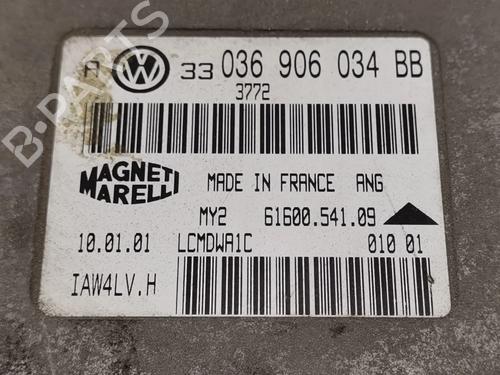 A VW 33 036 906 034 BB
3772
MAGNETI
MARELLI
MADE IN FRANCE ANG
MY2 61600.541.09
10.01.01 LCMDWA1C 010 01
IAW4LV.H
B-PARTS